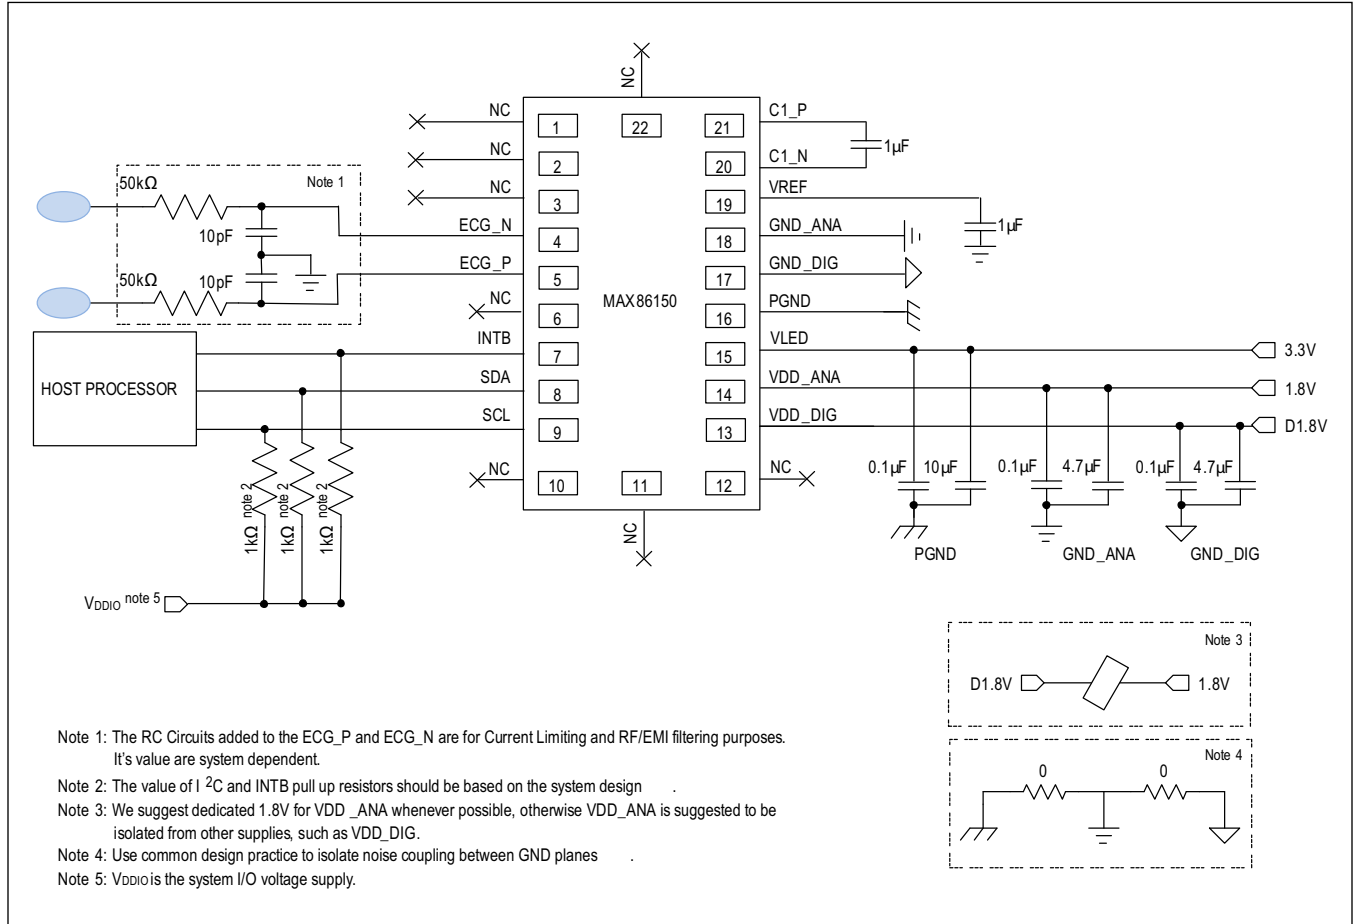 NC
NC
1
22
21
C1_P
1µF
NC
2
20
C1_N
NC
3
19
VREF
1µF
50kΩ
Note 1
10pF
ECG_N
4
18
GND_ANA
50kΩ
10pF
ECG_P
5
17
GND_DIG
MAX86150
NC
6
16
PGND
HOST PROCESSOR
INTB
7
15
VLED
3.3V
SDA
8
14
VDD_ANA
1.8V
SCL
9
13
VDD_DIG
D1.8V
NC
10
11
12
NC
NC
1kΩ note 2
1kΩ note 2
1kΩ note 2
VDDIO note 5
0.1µF
10µF
0.1µF
4.7µF
0.1µF
4.7µF
PGND
GND_ANA
GND_DIG
Note 3
D1.8V
1.8V
Note 4
0
0
Note 1: The RC Circuits added to the ECG_P and ECG_N are for Current Limiting and RF/EMI filtering purposes.
It's value are system dependent.
Note 2: The value of I 2C and INTB pull up resistors should be based on the system design .
Note 3: We suggest dedicated 1.8V for VDD _ANA whenever possible, otherwise VDD_ANA is suggested to be
isolated from other supplies, such as VDD_DIG.
Note 4: Use common design practice to isolate noise coupling between GND planes .
Note 5: VDDIO is the system I/O voltage supply.